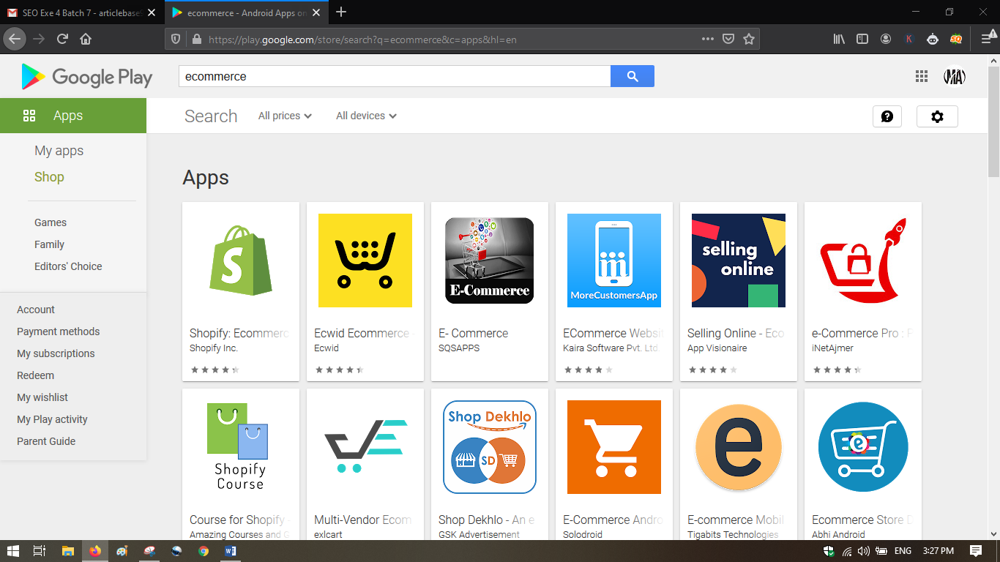 SEO Exe 4 Batch 7 - articlebase
ecommerce - Android Apps on
https://play.google.com/store/search?q=ecommerce&c=apps&hl=en
Google Play
ecommerce
MA
Apps
Search
All prices
All devices
My apps
Shop
Games
Family
Editors' Choice
Account
Payment methods
My subscriptions
Redeem
My wishlist
My Play activity
Parent Guide
Apps
S
E-Commerce
m
MoreCustomersApp
selling
online
Shopify: Ecommerc
Shopify Inc.
Ecwid Ecommerce -
Ecwid
E- Commerce
SQSAPPS
ECommerce Websit
Kaira Software Pvt. Ltd.
Selling Online - Eco
App Visionaire
e-Commerce Pro :
iNetAjmer
Shopify
Course
Shop Dekhlo
SD
e
e
Course for Shopify -
Amazing Courses and G
Multi-Vendor Ecom
exlcart
Shop Dekhlo - An e
GSK Advertisement
E-Commerce Andro
Solodroid
E-commerce Mobil
Tigabits Technologies
Ecommerce Store D
Abhi Android
ENG
3:27 PM